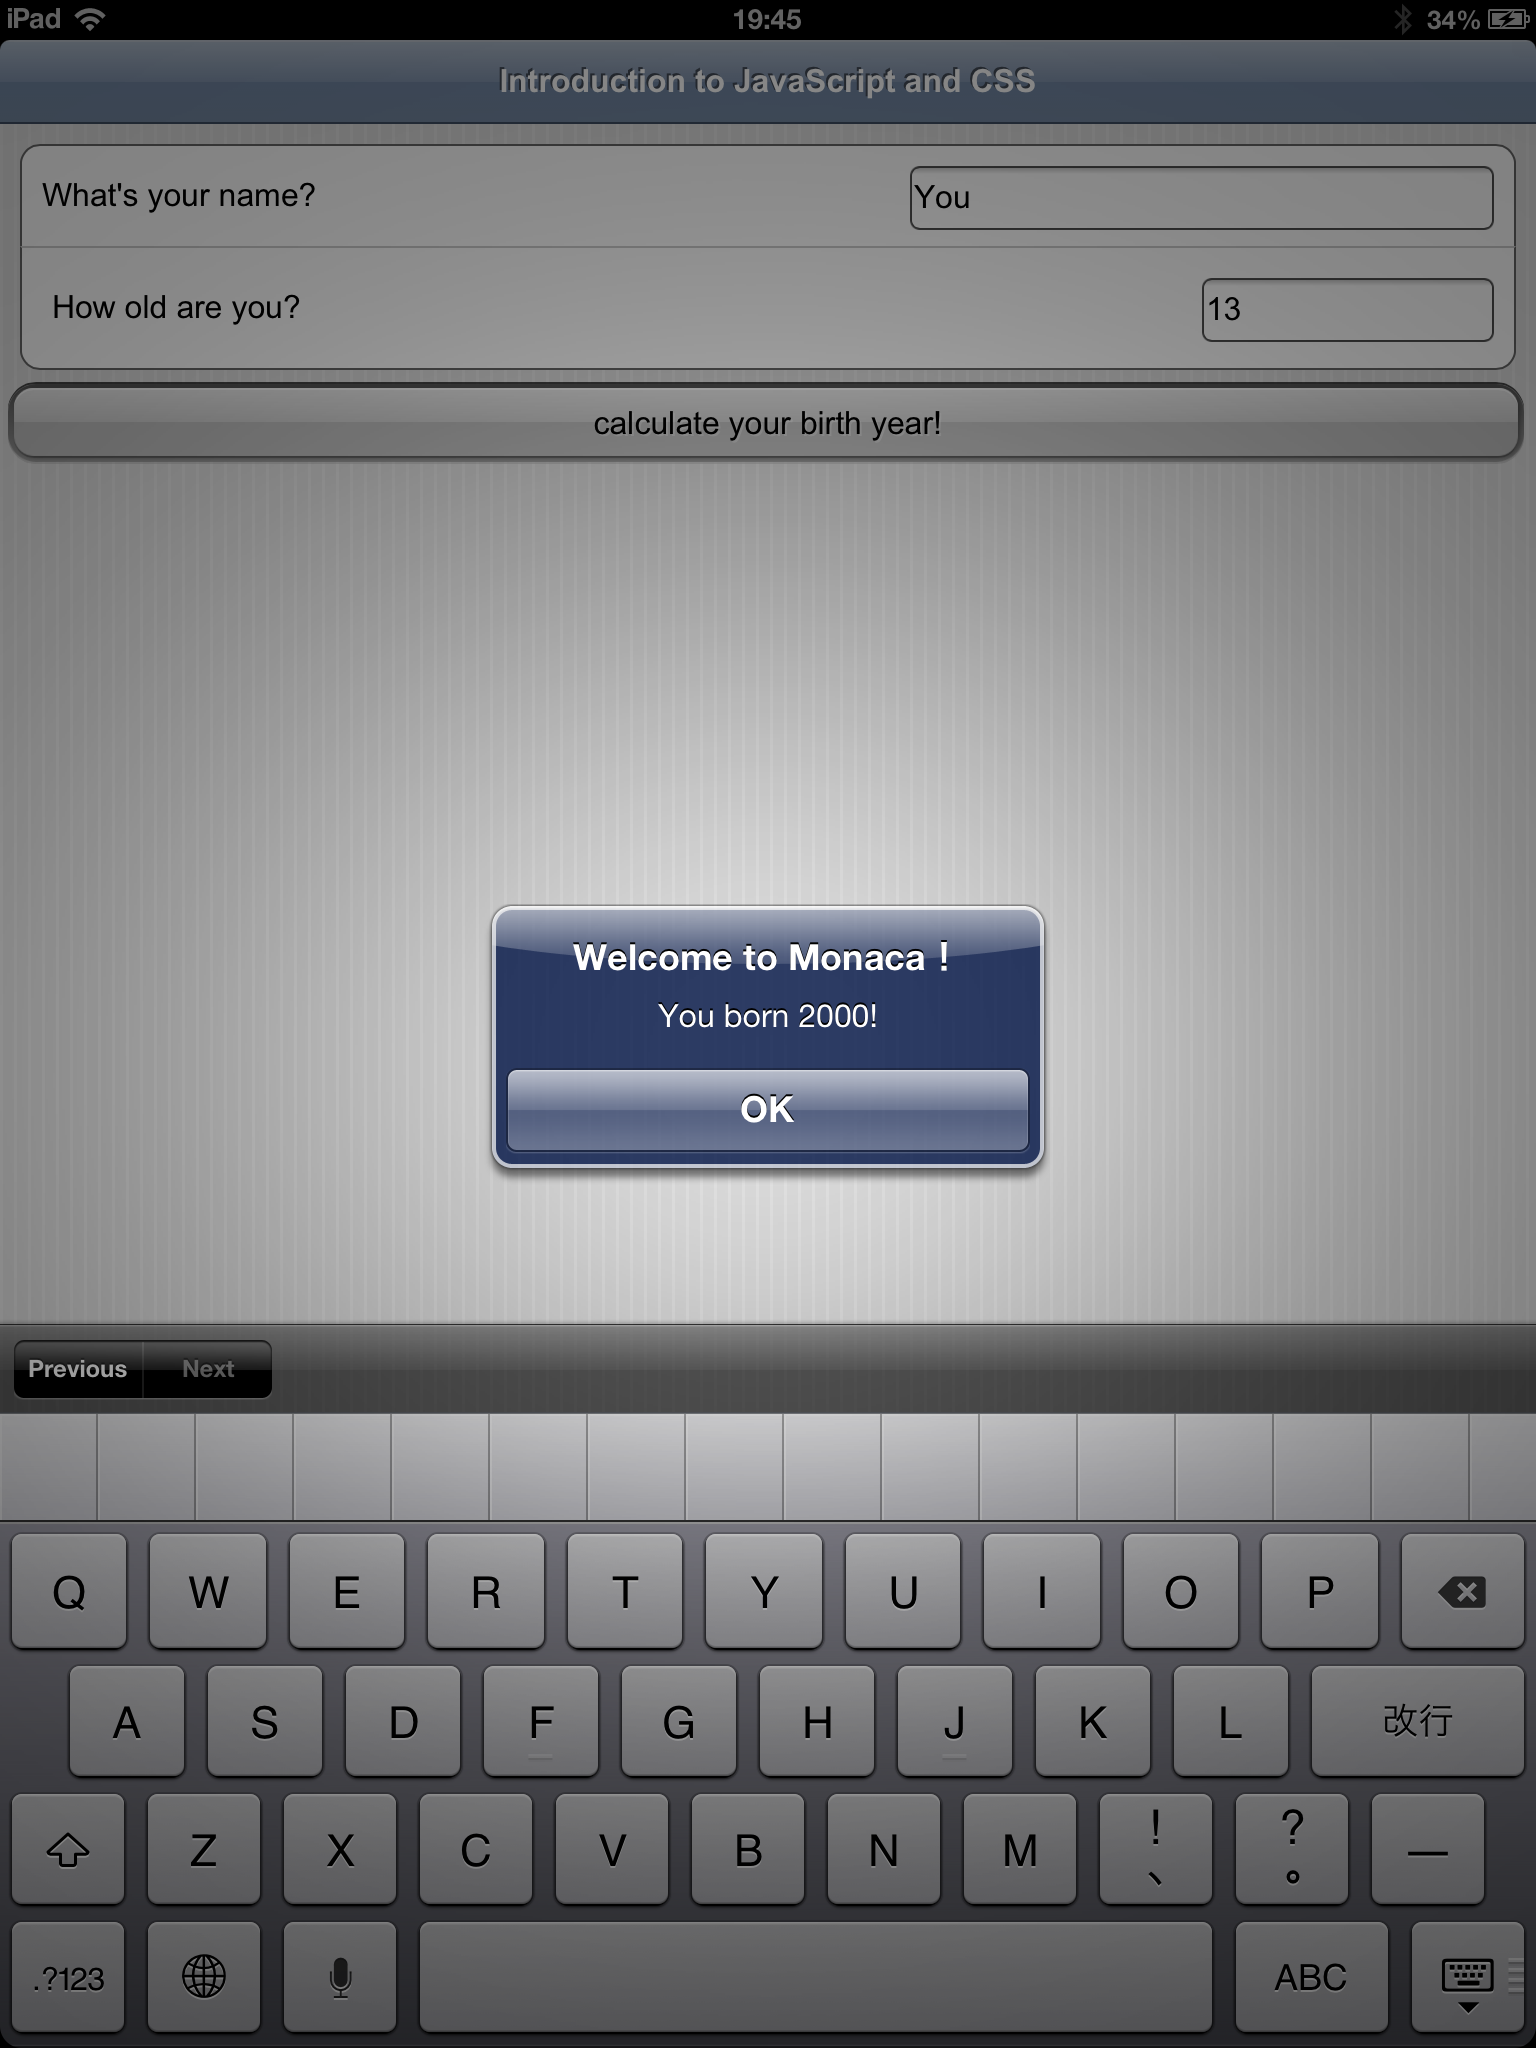 iPad 19:45 34%
Introduction to JavaScript and CSS
What's your name? You
How old are you? 13
calculate your birth year!
Welcome to Monaca！
You born 2000!
OK
Previous Next
Q W E R T Y U I O P
A S D F G H J K L 改行
Z X C V B N M ! 、 ? 。 ー
.?123 ABC